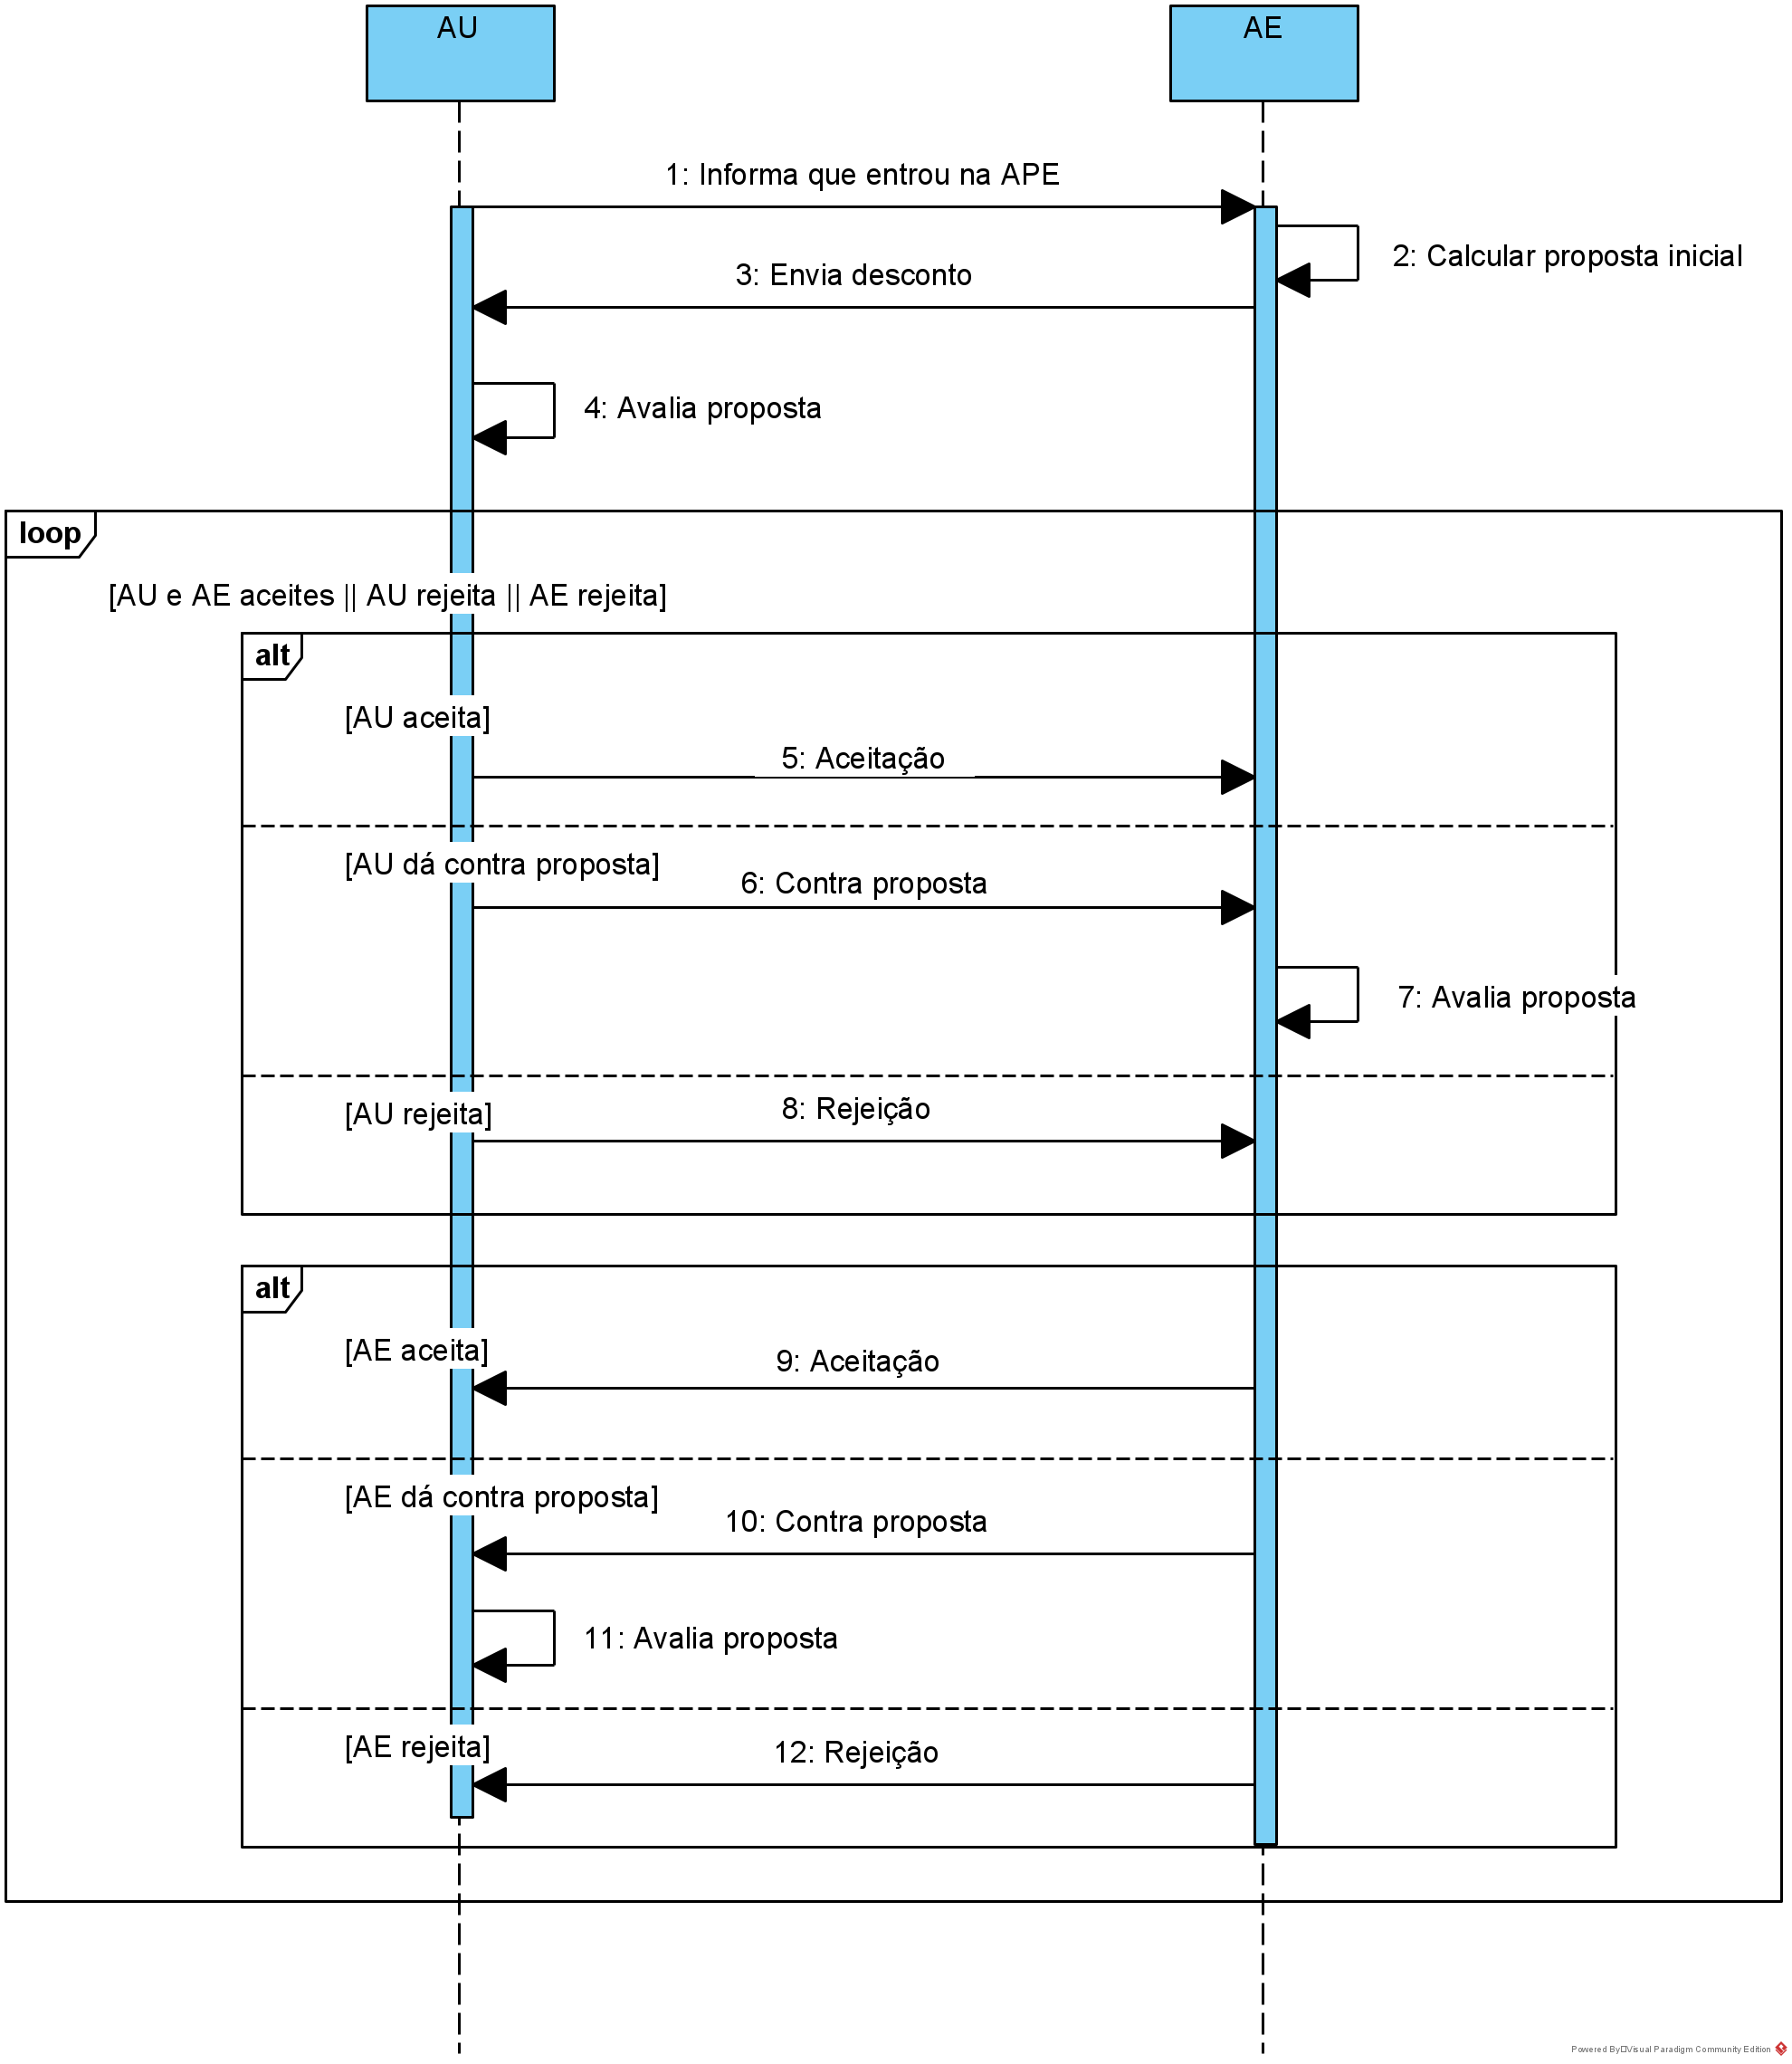 AU
AE
1: Informa que entrou na APE
2: Calcular proposta inicial
3: Envia desconto
4: Avalia proposta
loop
[AU e AE aceites || AU rejeita || AE rejeita]
alt
[AU aceita]
5: Aceitação
[AU dá contra proposta]
6: Contra proposta
7: Avalia proposta
[AU rejeita]
8: Rejeição
alt
[AE aceita]
9: Aceitação
[AE dá contra proposta]
10: Contra proposta
11: Avalia proposta
[AE rejeita]
12: Rejeição
Powered By□Visual Paradigm Community Edition